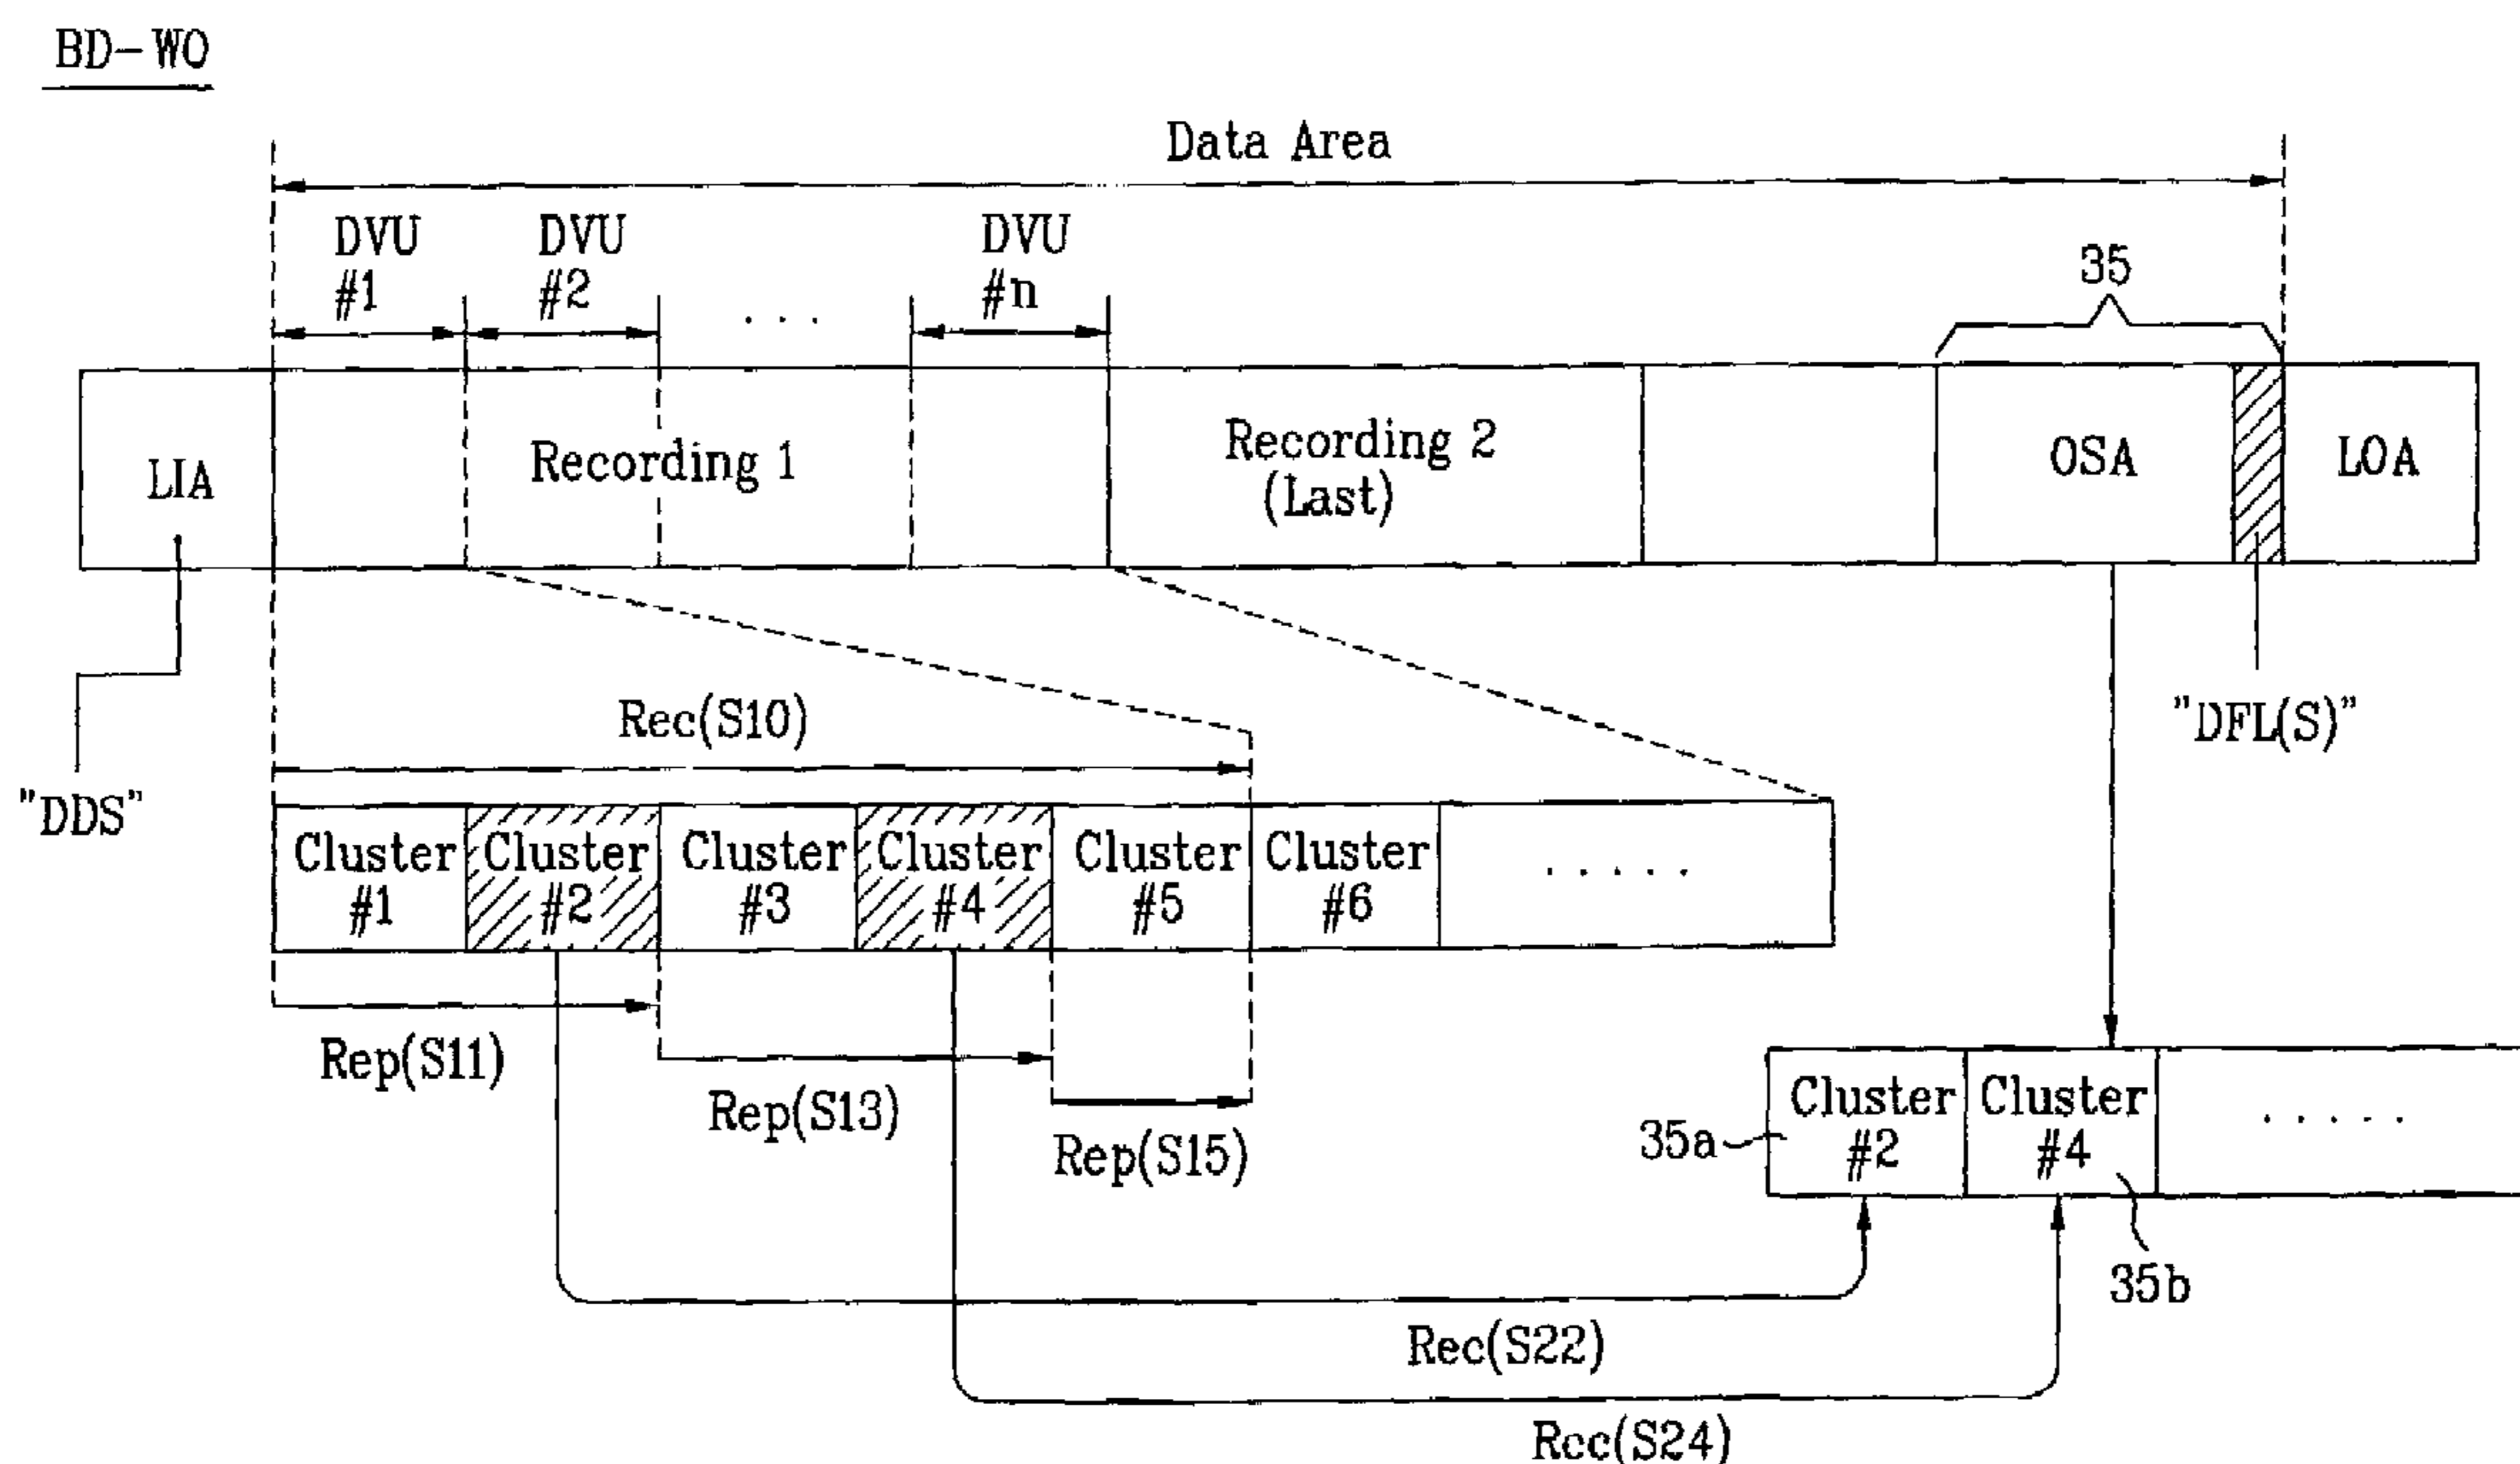 BD-WO
Data Area
DVU
#1
DVU
#2
. . .
DVU
#n
35
LIA
Recording 1
Recording 2
(Last)
OSA
LOA
"DDS"
Rec(S10)
"DFL(S)"
Cluster
#1
Cluster
#2
Cluster
#3
Cluster
#4
Cluster
#5
Cluster
#6
. . . . .
Rep(S11)
Rep(S13)
Rep(S15)
35a
Cluster
#2
Cluster
#4
. . . . .
35b
Rec(S22)
Rec(S24)